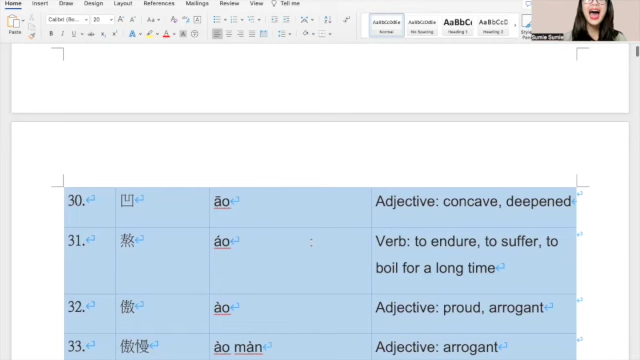 Home Insert Draw Design Layout References Mailings Review View Tell me
Calibri (Bo... 20
AaBbCcDdEe AaBbCcDdEe AaBbCc AaBbCcD
Normal No Spacing Heading 1 Heading 2
Sumie Sumie
30. 凹 āo Adjective: concave, deepened
31. 熬 áo : Verb: to endure, to suffer, to
boil for a long time
32. 傲 ào Adjective: proud, arrogant
33. 傲慢 ào màn Adjective: arrogant